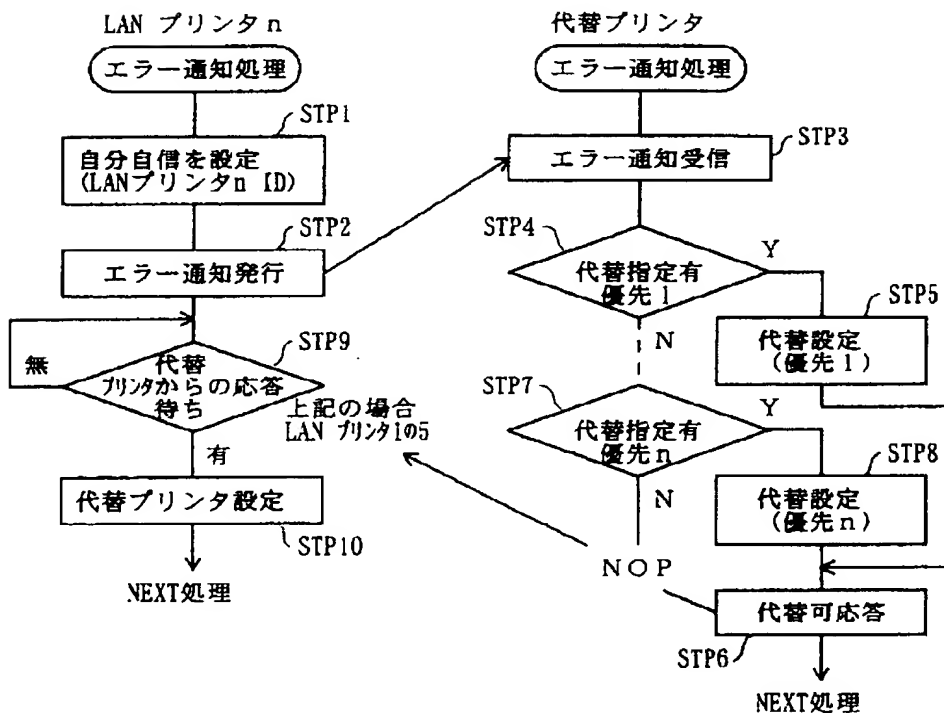 LAN プリンタn
エラー通知処理
STP1
自分自信を設定
(LANプリンタn ID)
STP2
エラー通知発行
STP9
無
代替
プリンタからの応答
待ち
有
代替プリンタ設定
STP10
NEXT処理
上記の場合
LAN プリンタ1の5
代替プリンタ
エラー通知処理
STP3
エラー通知受信
STP4
代替指定有
優先1
Y
N
STP5
代替設定
(優先1)
STP7
代替指定有
優先n
Y
N
STP8
代替設定
(優先n)
NOP
代替可応答
STP6
NEXT処理